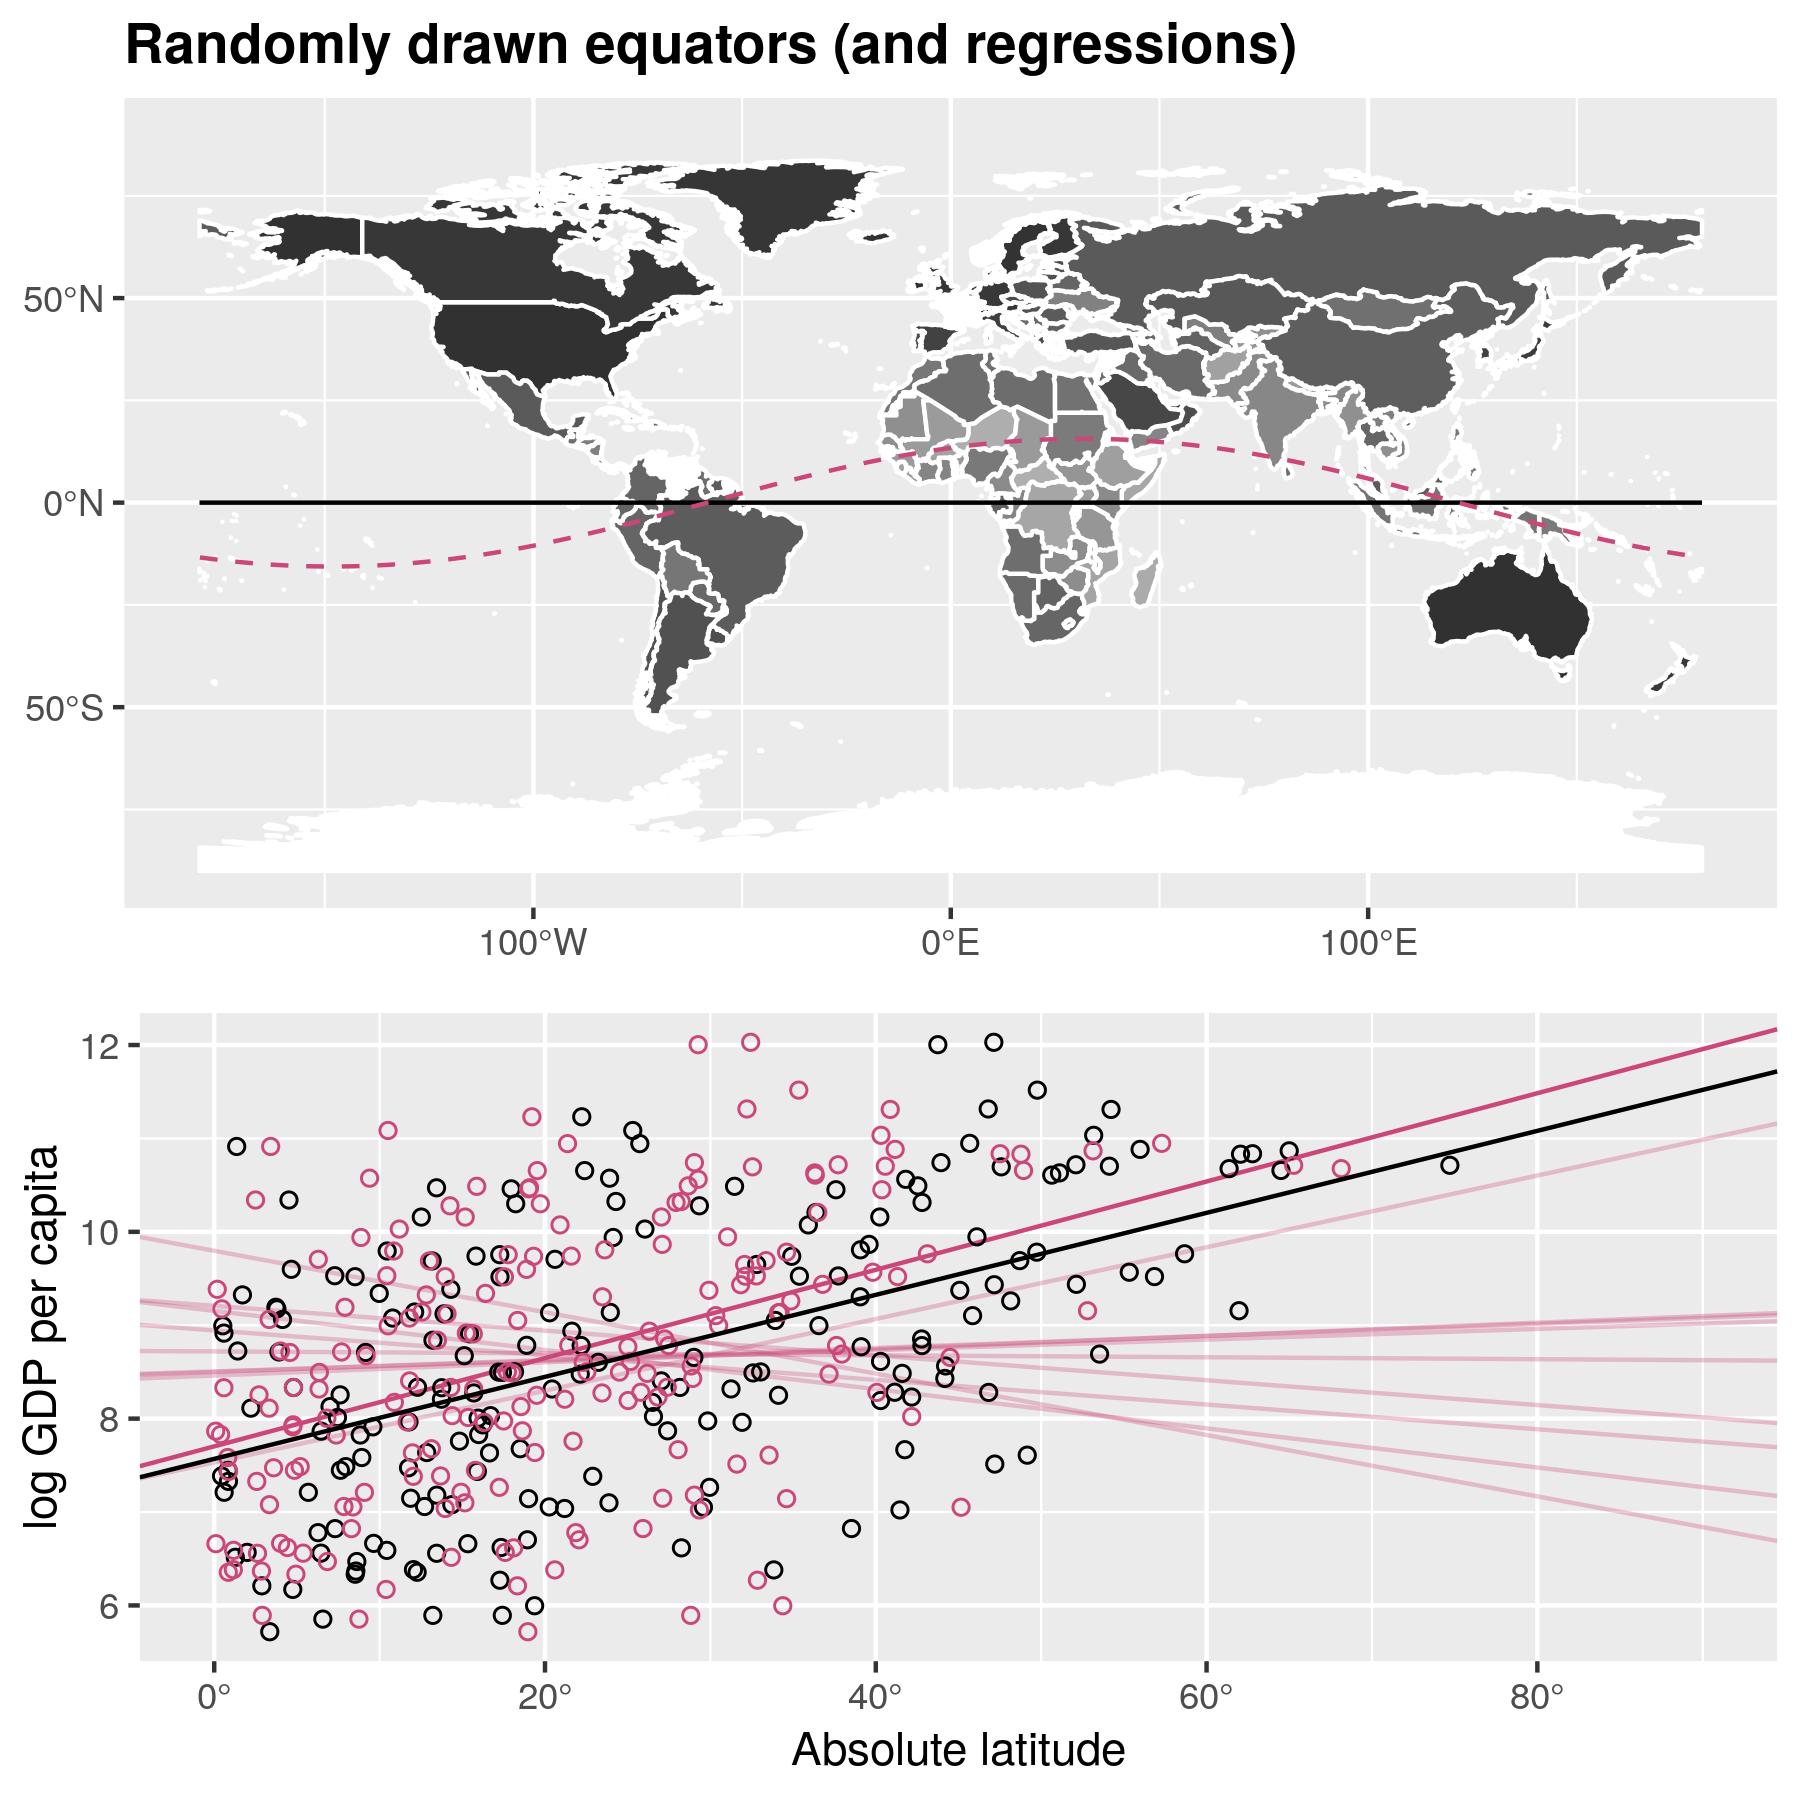 Randomly drawn equators (and regressions)
50°N
0°N
50°S
100°W
0°E
100°E
12
10
8
6
log GDP per capita
0°
20°
40°
60°
80°
Absolute latitude